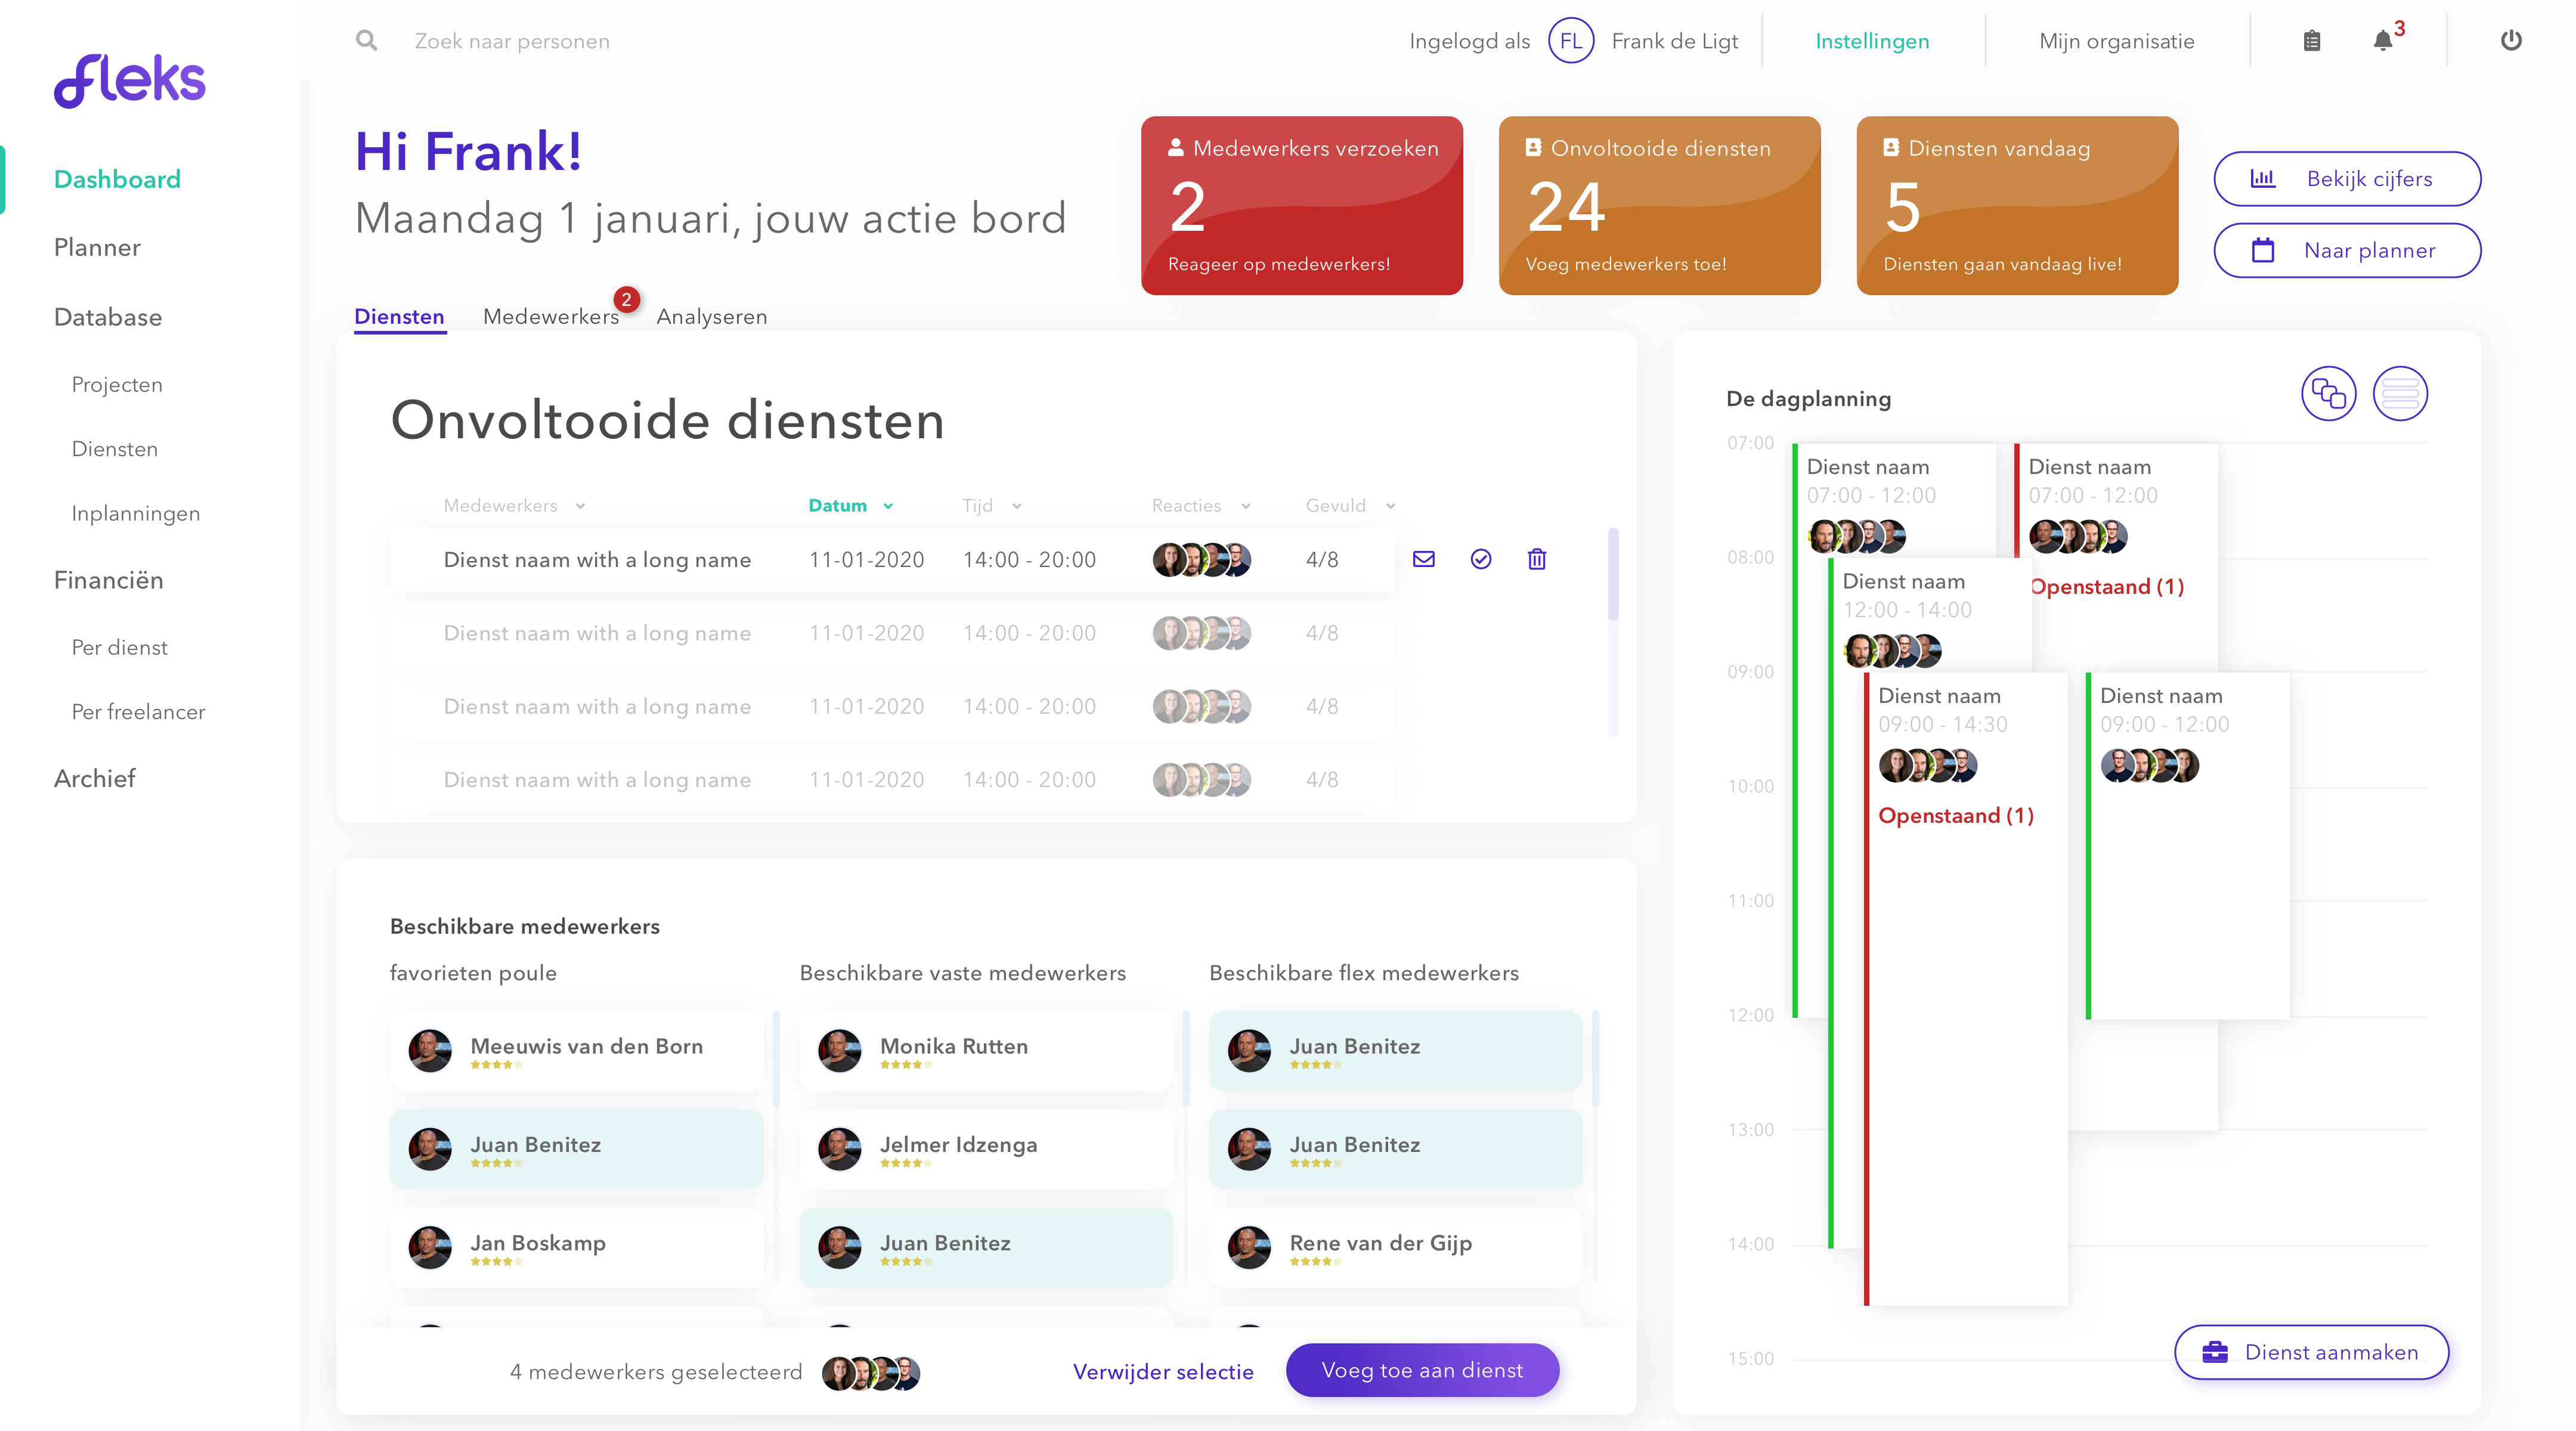 fleks
Dashboard
Planner
Database
Projecten
Diensten
Inplanningen
Financiën
Per dienst
Per freelancer
Archief
Zoek naar personen
Ingelogd als FL Frank de Ligt
Instellingen
Mijn organisatie
3
Hi Frank!
Maandag 1 januari, jouw actie bord
Medewerkers verzoeken
2
Reageer op medewerkers!
Onvoltooide diensten
24
Voeg medewerkers toe!
Diensten vandaag
5
Diensten gaan vandaag live!
Bekijk cijfers
Naar planner
Diensten Medewerkers 2 Analyseren
Onvoltooide diensten
Medewerkers Datum Tijd Reacties Gevuld
Dienst naam with a long name 11-01-2020 14:00 - 20:00 4/8
Dienst naam with a long name 11-01-2020 14:00 - 20:00 4/8
Dienst naam with a long name 11-01-2020 14:00 - 20:00 4/8
Dienst naam with a long name 11-01-2020 14:00 - 20:00 4/8
Beschikbare medewerkers
favorieten poule
Meeuwis van den Born
Juan Benitez
Jan Boskamp
Beschikbare vaste medewerkers
Monika Rutten
Jelmer Idzenga
Juan Benitez
Beschikbare flex medewerkers
Juan Benitez
Juan Benitez
Rene van der Gijp
4 medewerkers geselecteerd
Verwijder selectie
Voeg toe aan dienst
De dagplanning
07:00
08:00
09:00
10:00
11:00
12:00
13:00
14:00
15:00
Dienst naam
07:00 - 12:00
Dienst naam
07:00 - 12:00
Openstaand (1)
Dienst naam
12:00 - 14:00
Dienst naam
09:00 - 14:30
Openstaand (1)
Dienst naam
09:00 - 12:00
Dienst aanmaken